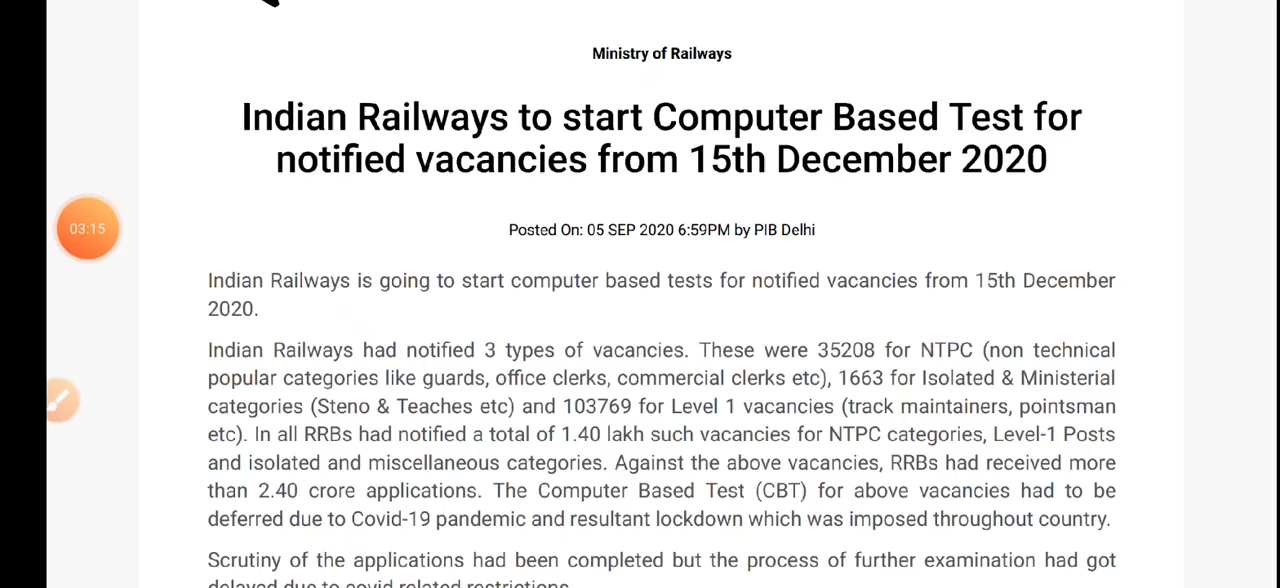 Ministry of Railways
Indian Railways to start Computer Based Test for
notified vacancies from 15th December 2020
03:15
Posted On: 05 SEP 2020 6:59PM by PIB Delhi
Indian Railways is going to start computer based tests for notified vacancies from 15th December
2020.
Indian Railways had notified 3 types of vacancies. These were 35208 for NTPC (non technical
popular categories like guards, office clerks, commercial clerks etc), 1663 for Isolated & Ministerial
categories (Steno & Teaches etc) and 103769 for Level 1 vacancies (track maintainers, pointsman
etc). In all RRBs had notified a total of 1.40 lakh such vacancies for NTPC categories, Level-1 Posts
and isolated and miscellaneous categories. Against the above vacancies, RRBs had received more
than 2.40 crore applications. The Computer Based Test (CBT) for above vacancies had to be
deferred due to Covid-19 pandemic and resultant lockdown which was imposed throughout country.
Scrutiny of the applications had been completed but the process of further examination had got
delayed due to covid related restrictions.